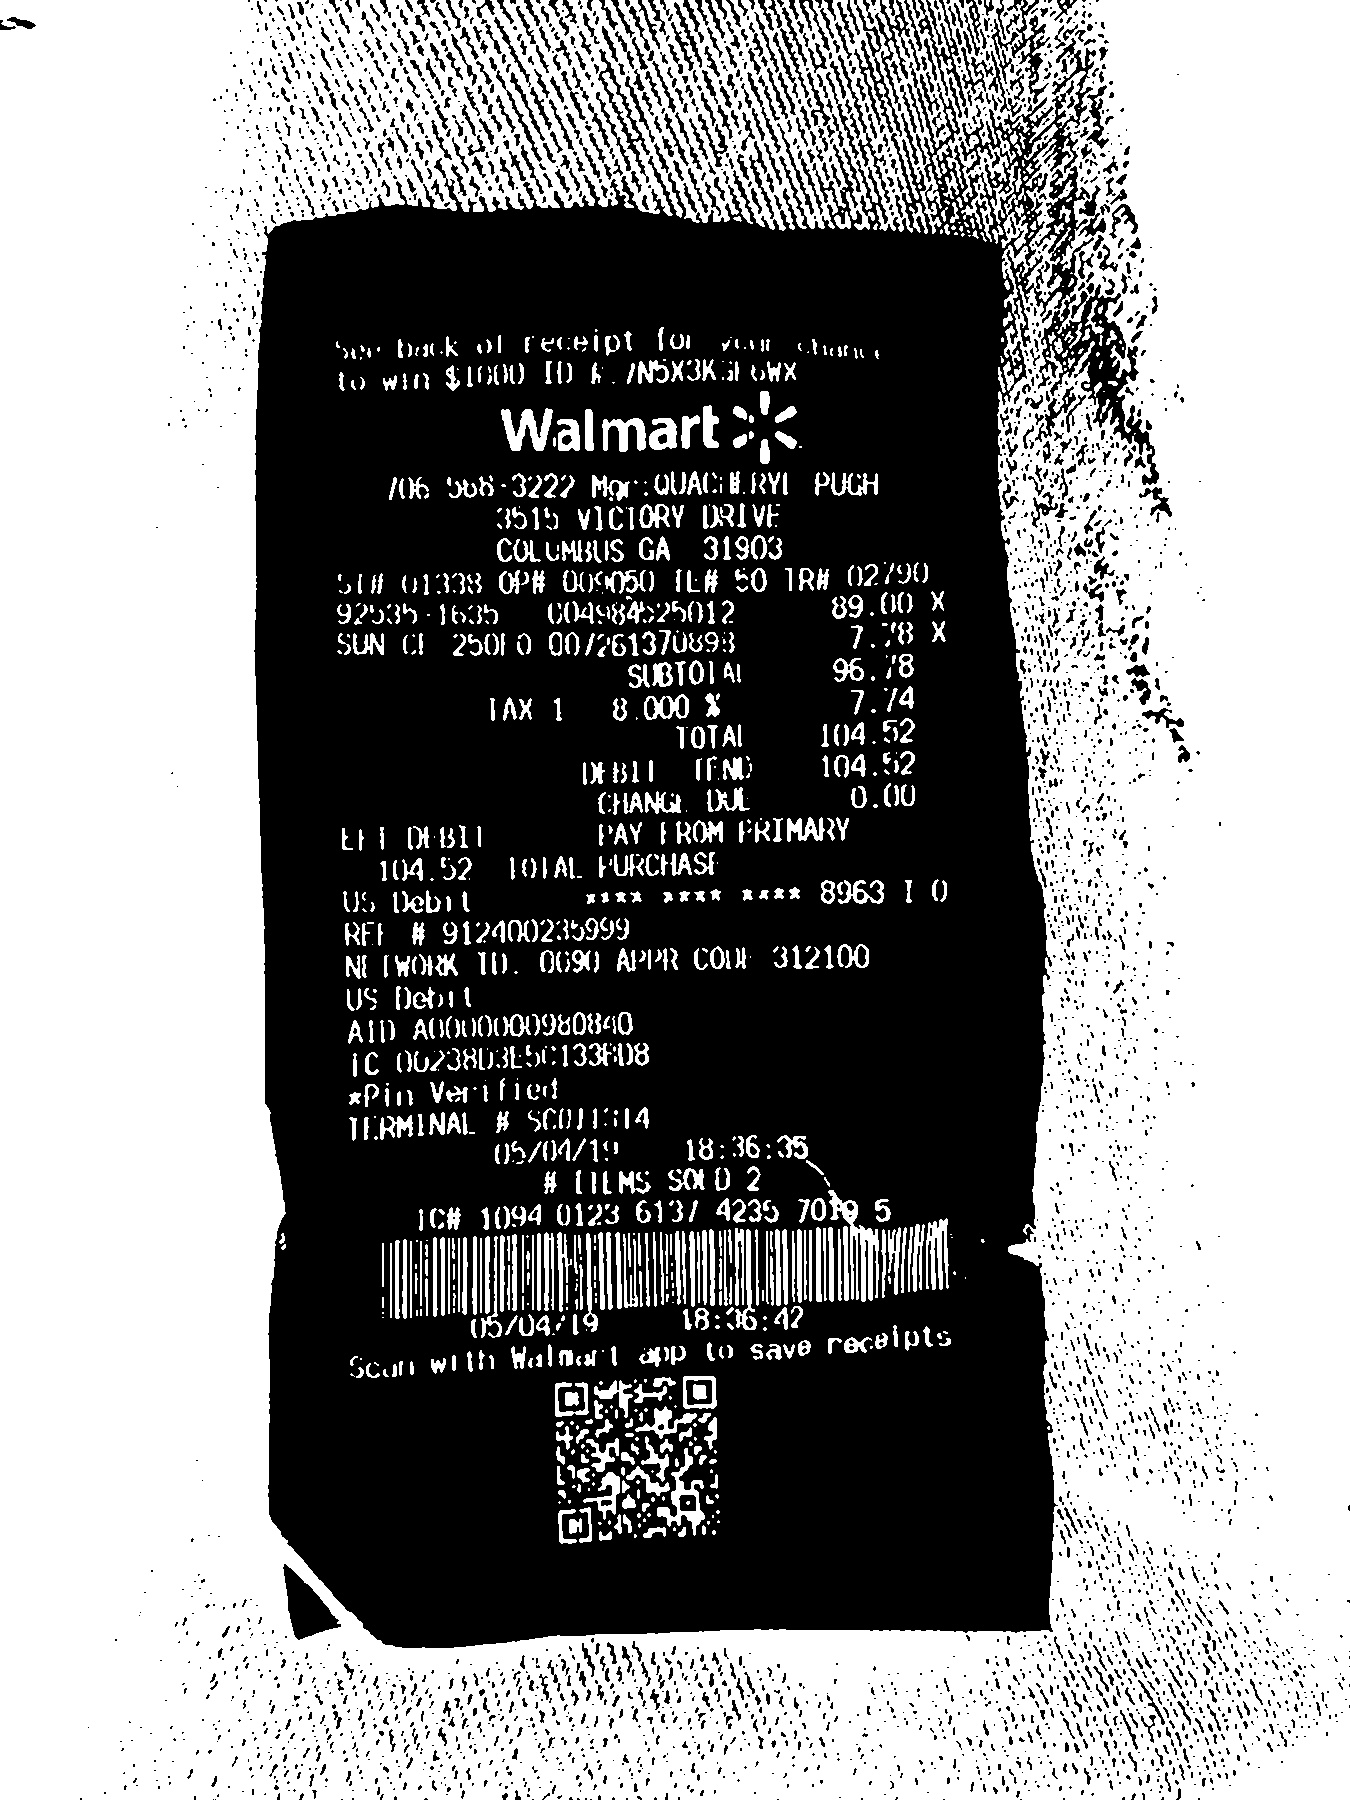 See back of receipt for your chance
to win $1000 ID #:
Walmart
706-568-3222 Mgr:QUACHERYL PUGH
3515 VICTORY DRIVE
COLUMBUS GA 31903
ST# 01338 OP# 009050 TE# 50 TR# 02790
92535-1635 004984525012 89.00 X
SUN CF 250FO 007261370898 7.78 X
SUBTOTAL 96.78
TAX 1 8.000 % 7.74
TOTAL 104.52
DEBIT TEND 104.52
CHANGE DUE 0.00
EFT DEBIT PAY FROM PRIMARY
104.52 TOTAL PURCHASE
US Debit **** **** **** 8963 I 0
REF # 912400235999
NETWORK ID. 0090 APPR CODE 312100
US Debit
AID A0000000980840
TC
*Pin Verified
TERMINAL # SC011314
05/04/19 18:36:35
# ITEMS SOLD 2
TC# 1094 0123 6137 4235 7019 5
05/04/19 18:36:42
Scan with Walmart app to save receipts